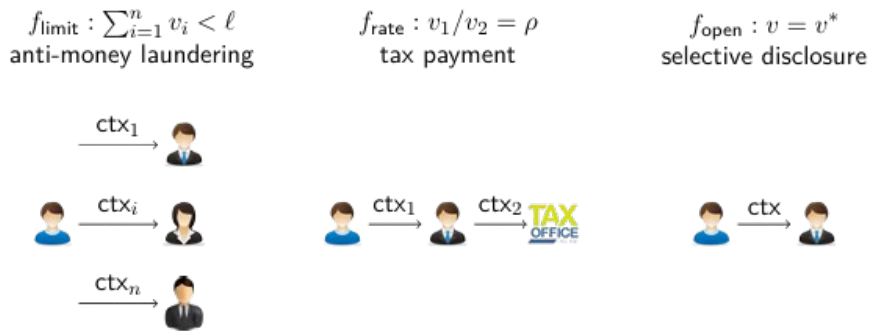 f_limit : ∑_{i=1}^{n} v_i < ℓ
anti-money laundering
ctx_1
ctx_i
ctx_n
f_rate : v_1/v_2 = ρ
tax payment
ctx_1
ctx_2
TAX
OFFICE
f_open : v = v*
selective disclosure
ctx